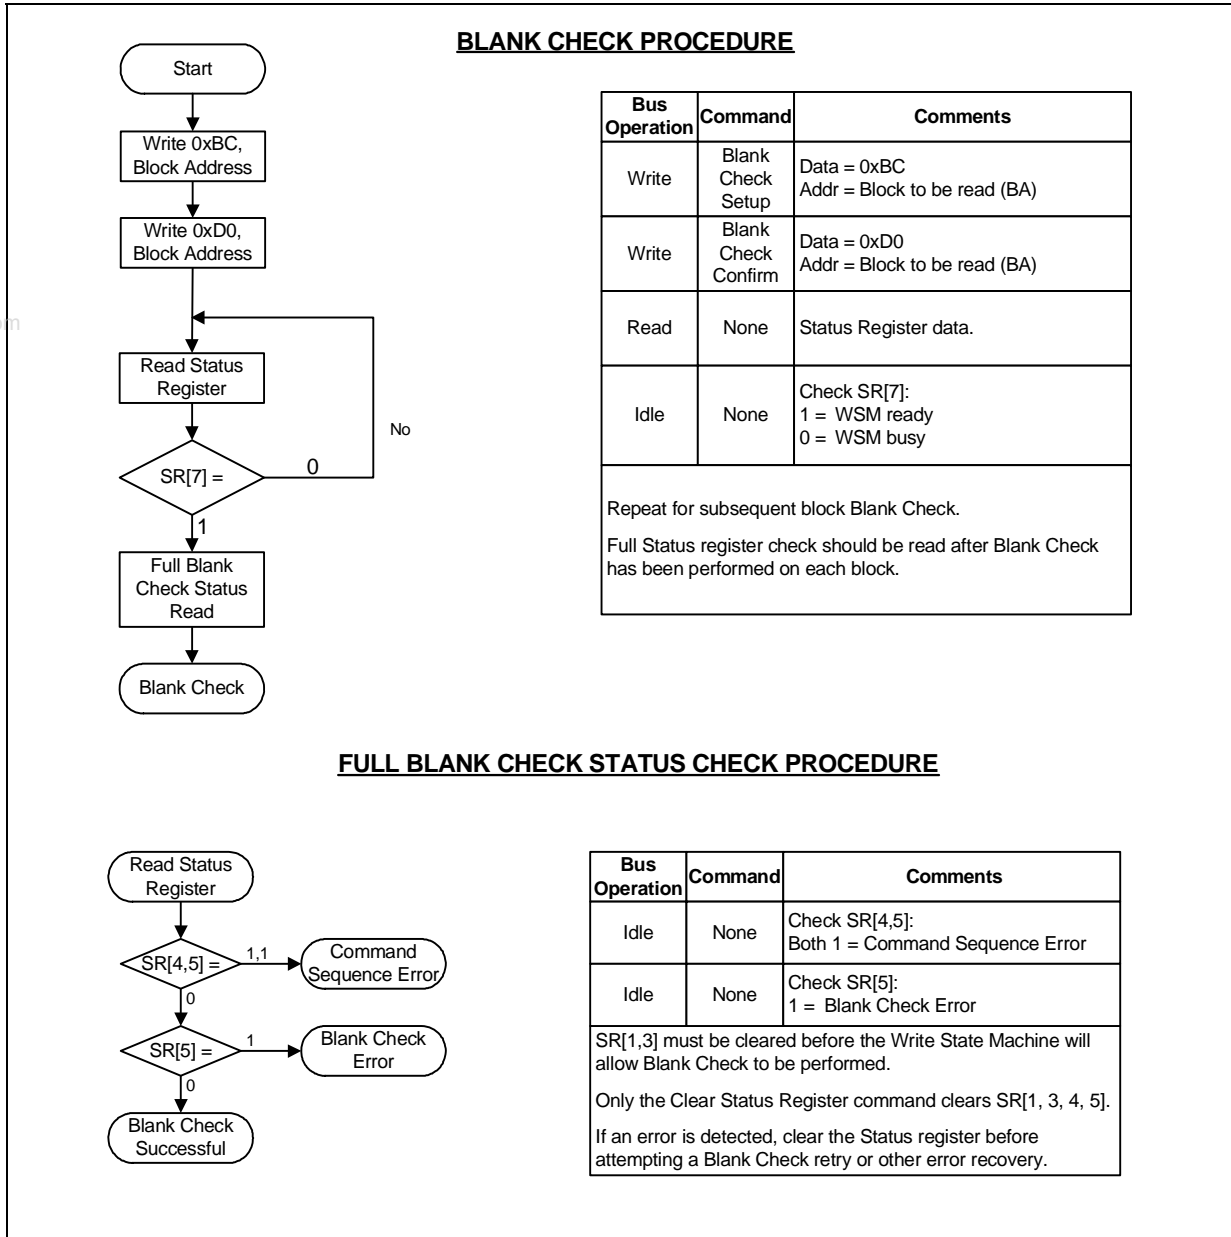 BLANK CHECK PROCEDURE
Start
Write 0xBC,
Block Address
Write 0xD0,
Block Address
Read Status
Register
No
SR[7] =
0
1
Full Blank
Check Status
Read
Blank Check
Bus
Operation
Command
Comments
Write
Blank
Check
Setup
Data = 0xBC
Addr = Block to be read (BA)
Write
Blank
Check
Confirm
Data = 0xD0
Addr = Block to be read (BA)
Read
None
Status Register data.
Idle
None
Check SR[7]:
1 = WSM ready
0 = WSM busy
Repeat for subsequent block Blank Check.
Full Status register check should be read after Blank Check
has been performed on each block.
om
FULL BLANK CHECK STATUS CHECK PROCEDURE
Read Status
Register
SR[4,5] =
1,1
Command
Sequence Error
0
SR[5] =
1
Blank Check
Error
0
Blank Check
Successful
Bus
Operation
Command
Comments
Idle
None
Check SR[4,5]:
Both 1 = Command Sequence Error
Idle
None
Check SR[5]:
1 = Blank Check Error
SR[1,3] must be cleared before the Write State Machine will
allow Blank Check to be performed.
Only the Clear Status Register command clears SR[1, 3, 4, 5].
If an error is detected, clear the Status register before
attempting a Blank Check retry or other error recovery.